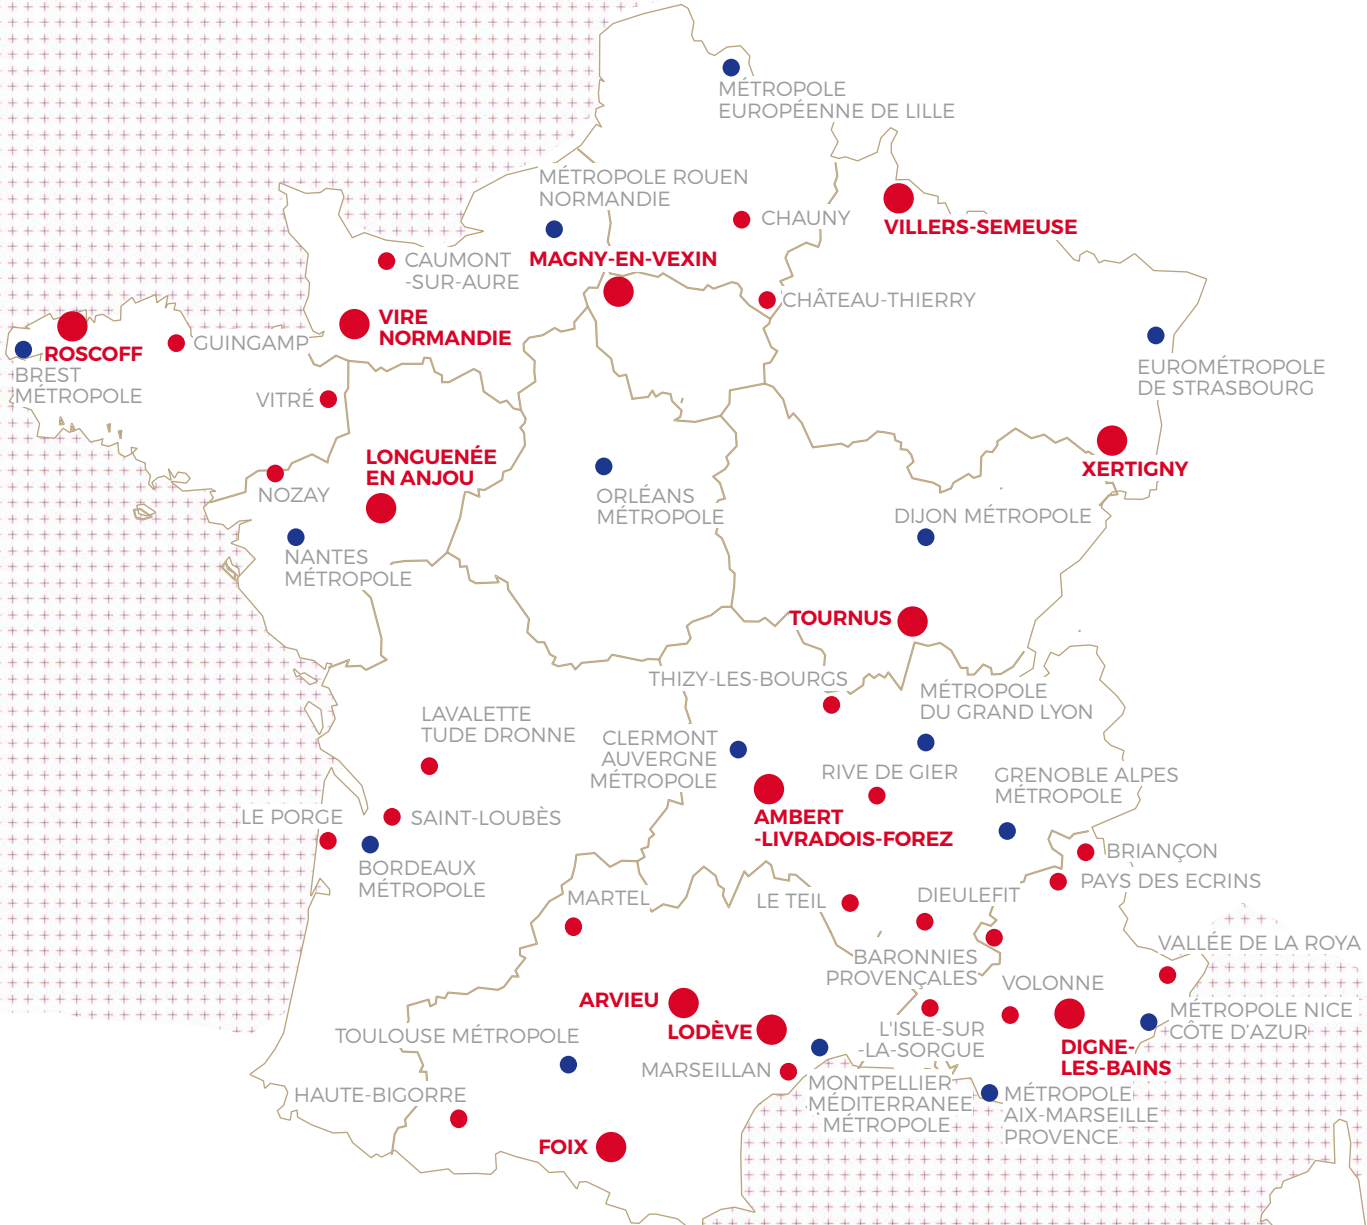 MÉTROPOLE
EUROPÉENNE DE LILLE
MÉTROPOLE ROUEN
NORMANDIE
CHAUNY
VILLERS-SEMEUSE
CAUMONT
-SUR-AURE
MAGNY-EN-VEXIN
CHÂTEAU-THIERRY
VIRE
NORMANDIE
ROSCOFF
GUINGAMP
BREST
MÉTROPOLE
EUROMÉTROPOLE
DE STRASBOURG
VITRÉ
LONGUENÉE
EN ANJOU
XERTIGNY
NOZAY
ORLÉANS
MÉTROPOLE
DIJON MÉTROPOLE
NANTES
MÉTROPOLE
TOURNUS
THIZY-LES-BOURGS
MÉTROPOLE
DU GRAND LYON
LAVALETTE
TUDE DRONNE
CLERMONT
AUVERGNE
MÉTROPOLE
RIVE DE GIER
GRENOBLE ALPES
MÉTROPOLE
LE PORGE
SAINT-LOUBÈS
AMBERT
-LIVRADOIS-FOREZ
BORDEAUX
MÉTROPOLE
BRIANÇON
PAYS DES ECRINS
MARTEL
LE TEIL
DIEULEFIT
BARONNIES
PROVENÇALES
VALLÉE DE LA ROYA
VOLONNE
ARVIEU
LODÈVE
MÉTROPOLE NICE
CÔTE D'AZUR
TOULOUSE MÉTROPOLE
L'ISLE-SUR
-LA-SORGUE
DIGNE-
LES-BAINS
MARSEILLAN
MONTPELLIER
MÉDITERRANEE
MÉTROPOLE
HAUTE-BIGORRE
MÉTROPOLE
AIX-MARSEILLE
PROVENCE
FOIX